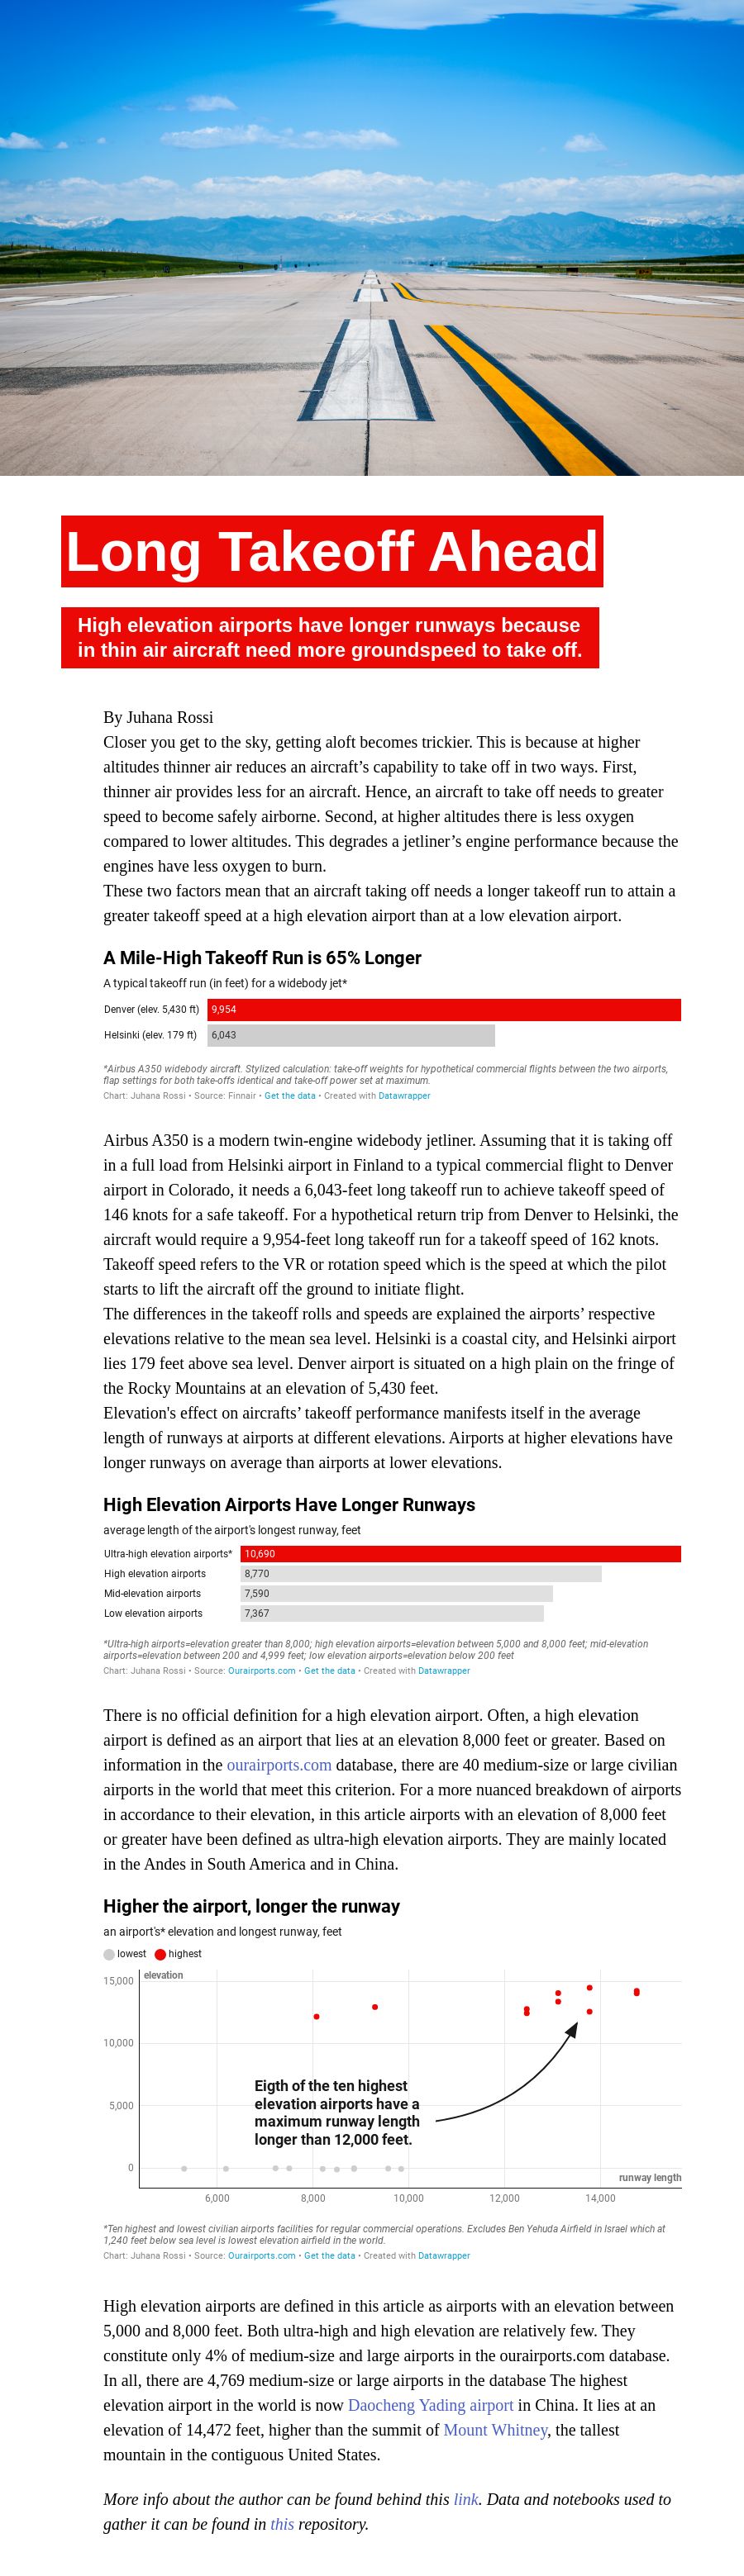 Long Takeoff Ahead
High elevation airports have longer runways because
in thin air aircraft need more groundspeed to take off.
By Juhana Rossi
Closer you get to the sky, getting aloft becomes trickier. This is because at higher
altitudes thinner air reduces an aircraft’s capability to take off in two ways. First,
thinner air provides less for an aircraft. Hence, an aircraft to take off needs to greater
speed to become safely airborne. Second, at higher altitudes there is less oxygen
compared to lower altitudes. This degrades a jetliner’s engine performance because the
engines have less oxygen to burn.
These two factors mean that an aircraft taking off needs a longer takeoff run to attain a
greater takeoff speed at a high elevation airport than at a low elevation airport.
A Mile-High Takeoff Run is 65% Longer
A typical takeoff run (in feet) for a widebody jet*
Denver (elev. 5,430 ft) 9,954
Helsinki (elev. 179 ft) 6,043
*Airbus A350 widebody aircraft. Stylized calculation: take-off weights for hypothetical commercial flights between the two airports,
flap settings for both take-offs identical and take-off power set at maximum.
Chart: Juhana Rossi • Source: Finnair • Get the data • Created with Datawrapper
Airbus A350 is a modern twin-engine widebody jetliner. Assuming that it is taking off
in a full load from Helsinki airport in Finland to a typical commercial flight to Denver
airport in Colorado, it needs a 6,043-feet long takeoff run to achieve takeoff speed of
146 knots for a safe takeoff. For a hypothetical return trip from Denver to Helsinki, the
aircraft would require a 9,954-feet long takeoff run for a takeoff speed of 162 knots.
Takeoff speed refers to the VR or rotation speed which is the speed at which the pilot
starts to lift the aircraft off the ground to initiate flight.
The differences in the takeoff rolls and speeds are explained the airports’ respective
elevations relative to the mean sea level. Helsinki is a coastal city, and Helsinki airport
lies 179 feet above sea level. Denver airport is situated on a high plain on the fringe of
the Rocky Mountains at an elevation of 5,430 feet.
Elevation's effect on aircrafts’ takeoff performance manifests itself in the average
length of runways at airports at different elevations. Airports at higher elevations have
longer runways on average than airports at lower elevations.
High Elevation Airports Have Longer Runways
average length of the airport's longest runway, feet
Ultra-high elevation airports* 10,690
High elevation airports 8,770
Mid-elevation airports 7,590
Low elevation airports 7,367
*Ultra-high airports=elevation greater than 8,000; high elevation airports=elevation between 5,000 and 8,000 feet; mid-elevation
airports=elevation between 200 and 4,999 feet; low elevation airports=elevation below 200 feet
Chart: Juhana Rossi • Source: Ourairports.com • Get the data • Created with Datawrapper
There is no official definition for a high elevation airport. Often, a high elevation
airport is defined as an airport that lies at an elevation 8,000 feet or greater. Based on
information in the ourairports.com database, there are 40 medium-size or large civilian
airports in the world that meet this criterion. For a more nuanced breakdown of airports
in accordance to their elevation, in this article airports with an elevation of 8,000 feet
or greater have been defined as ultra-high elevation airports. They are mainly located
in the Andes in South America and in China.
Higher the airport, longer the runway
an airport's* elevation and longest runway, feet
lowest highest
15,000 elevation
10,000
Eigth of the ten highest
elevation airports have a
5,000
maximum runway length
longer than 12,000 feet.
0
runway length
6,000 8,000 10,000 12,000 14,000
*Ten highest and lowest civilian airports facilities for regular commercial operations. Excludes Ben Yehuda Airfield in Israel which at
1,240 feet below sea level is lowest elevation airfield in the world.
Chart: Juhana Rossi • Source: Ourairports.com • Get the data • Created with Datawrapper
High elevation airports are defined in this article as airports with an elevation between
5,000 and 8,000 feet. Both ultra-high and high elevation are relatively few. They
constitute only 4% of medium-size and large airports in the ourairports.com database.
In all, there are 4,769 medium-size or large airports in the database The highest
elevation airport in the world is now Daocheng Yading airport in China. It lies at an
elevation of 14,472 feet, higher than the summit of Mount Whitney, the tallest
mountain in the contiguous United States.
More info about the author can be found behind this link. Data and notebooks used to
gather it can be found in this repository.